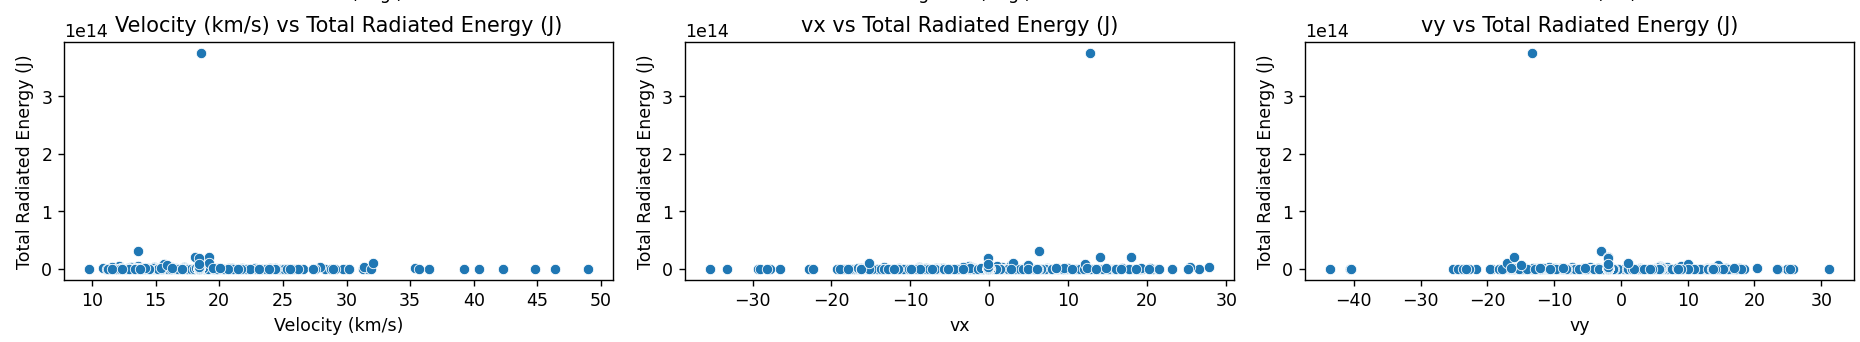 1e14 Velocity (km/s) vs Total Radiated Energy (J)
Total Radiated Energy (J)
3
2
1
0
10 15 20 25 30 35 40 45 50
Velocity (km/s)
1e14 vx vs Total Radiated Energy (J)
Total Radiated Energy (J)
3
2
1
0
−30 −20 −10 0 10 20 30
vx
1e14 vy vs Total Radiated Energy (J)
Total Radiated Energy (J)
3
2
1
0
−40 −30 −20 −10 0 10 20 30
vy